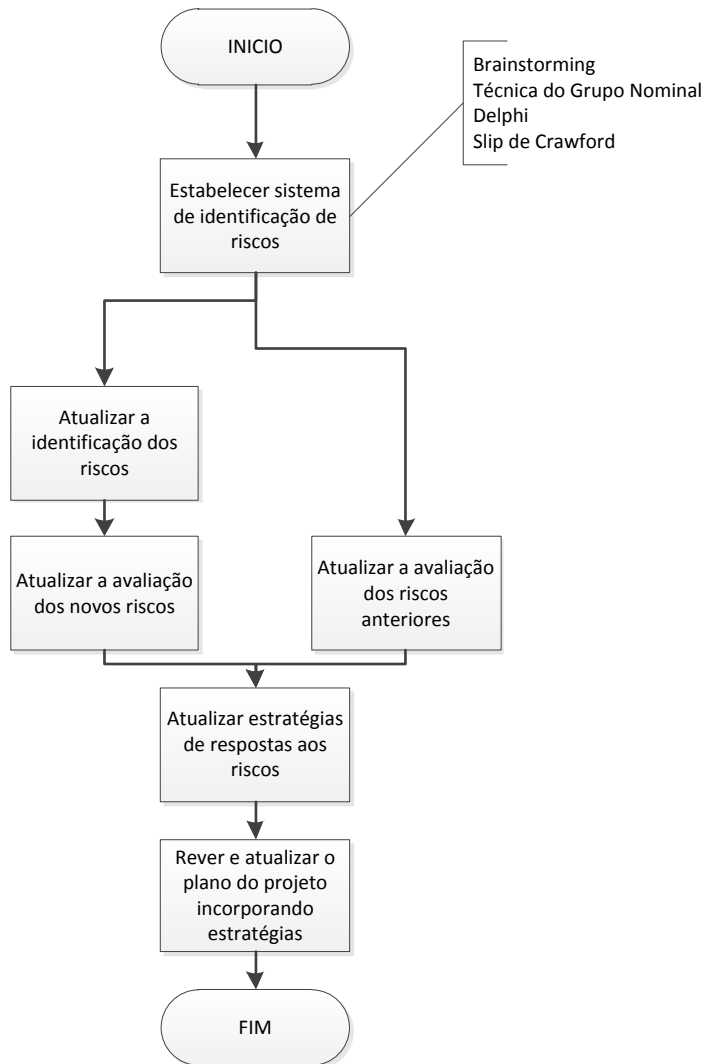 INICIO
Brainstorming
Técnica do Grupo Nominal
Delphi
Slip de Crawford
Estabelecer sistema
de identificação de
riscos
Atualizar a
identificação dos
riscos
Atualizar a avaliação
dos novos riscos
Atualizar a avaliação
dos riscos
anteriores
Atualizar estratégias
de respostas aos
riscos
Rever e atualizar o
plano do projeto
incorporando
estratégias
FIM